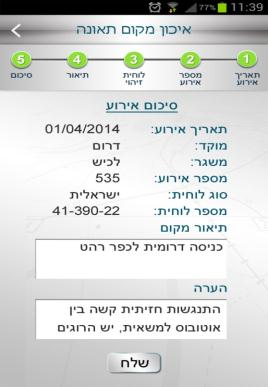 77% 11:39
איכון מקום תאונה
1 2 3 4 5
תאריך אירוע
מספר אירוע
לוחית זיהוי
תיאור
סיכום
סיכום אירוע
תאריך אירוע: 01/04/2014
מוקד: דרום
משגר: לכיש
מספר אירוע: 535
סוג לוחית: ישראלית
מספר לוחית: 41-390-22
תיאור מקום
כניסה דרומית לכפר רהט
הערה
התנגשות חזיתית קשה בין
אוטובוס למשאית, יש הרוגים
שלח